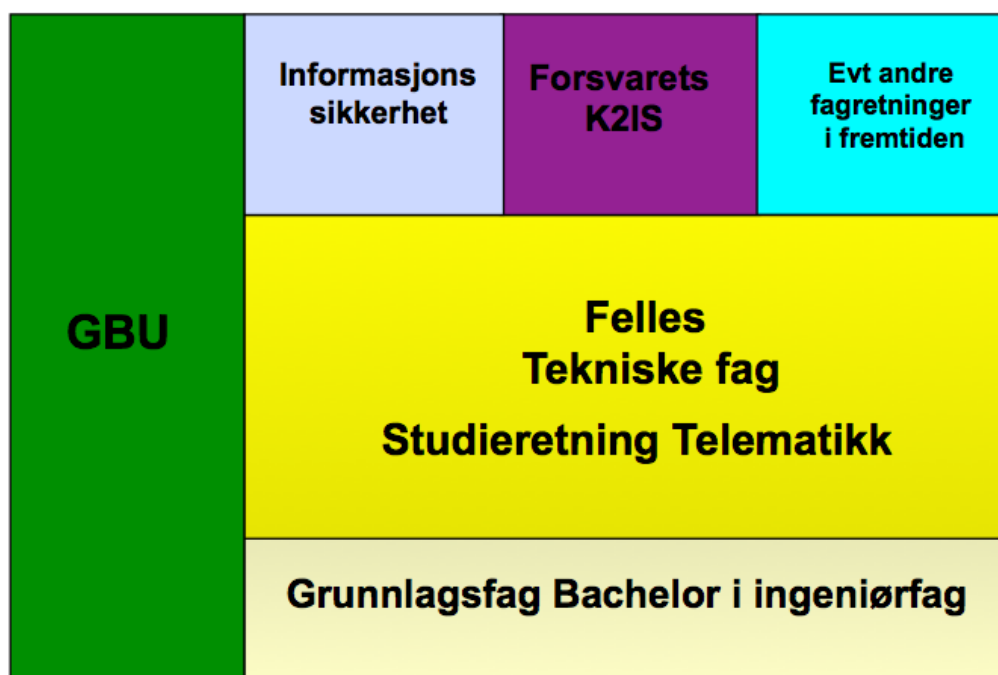 GBU
Informasjons
sikkerhet
Forsvarets
K2IS
Evt andre
fagretninger
i fremtiden
Felles
Tekniske fag
Studieretning Telematikk
Grunnlagsfag Bachelor i ingeniørfag